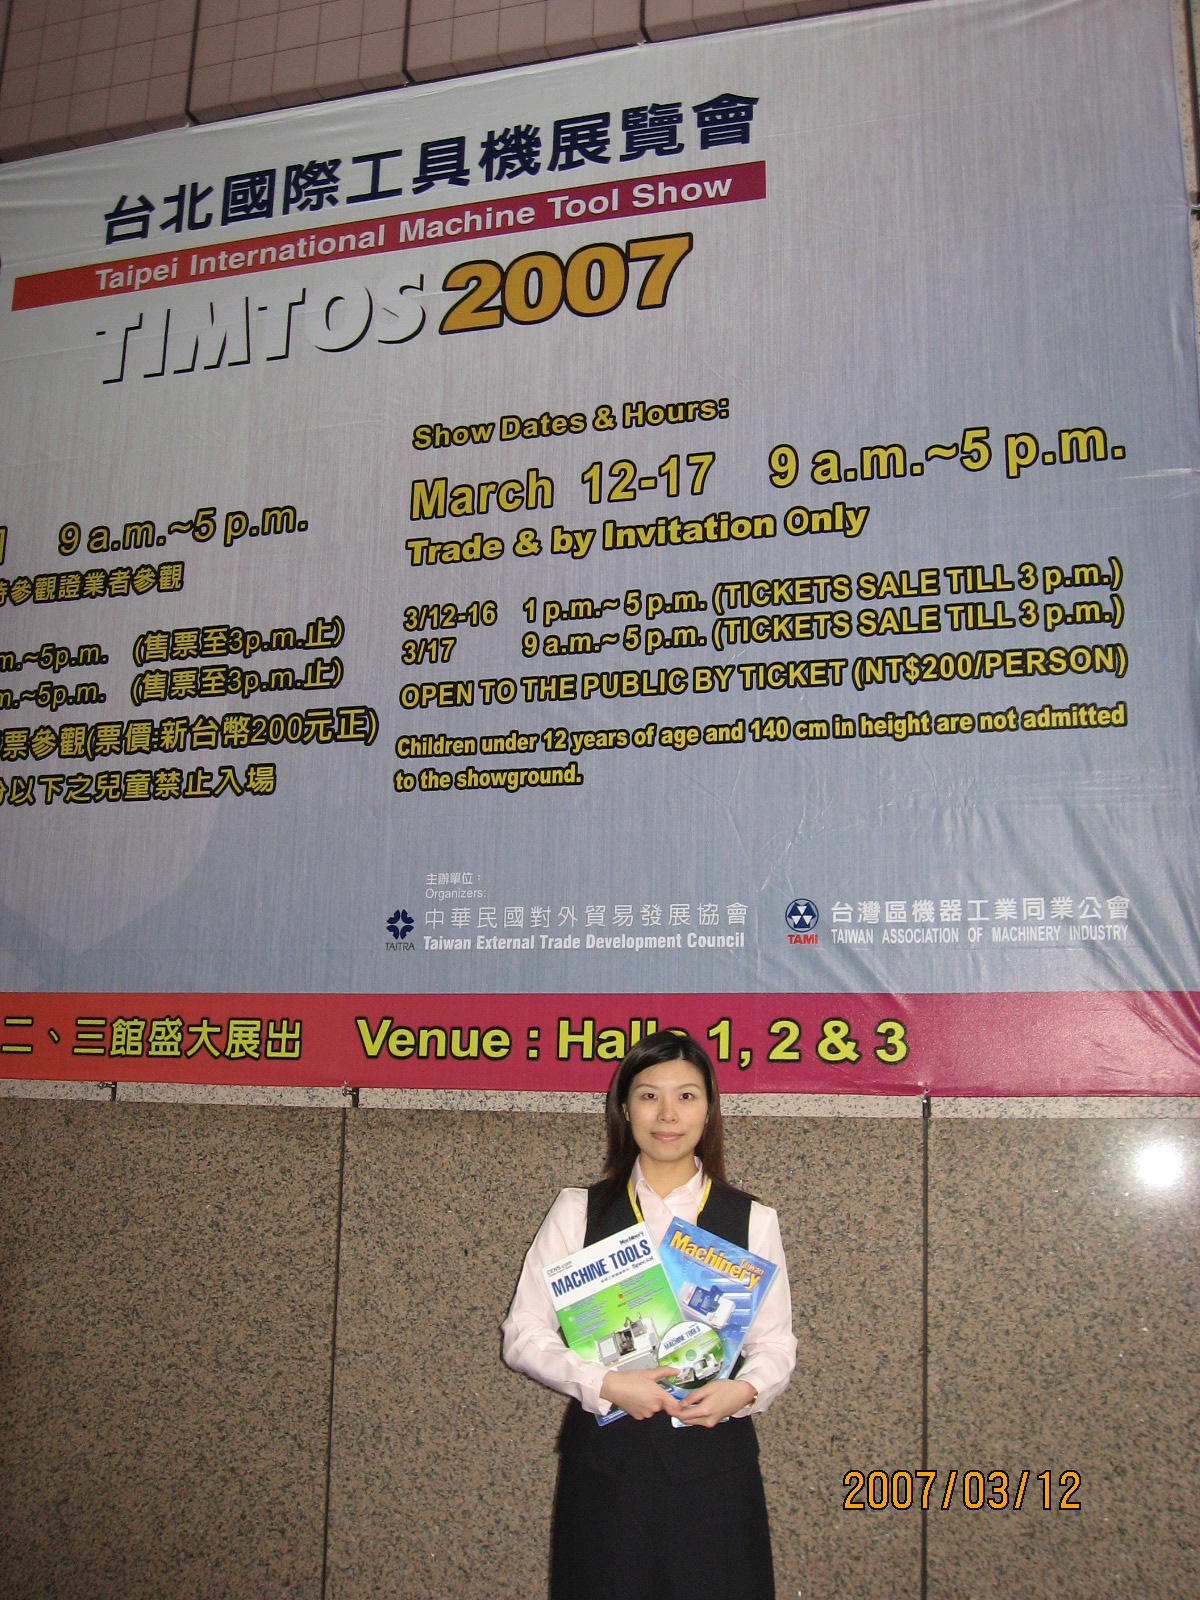 台北國際工具機展覽會
Taipei International Machine Tool Show
TIMTOS 2007
9 a.m.~5 p.m.
參觀證業者參觀
m.~5p.m. (售票至3p.m.止)
m.~5p.m. (售票至3p.m.止)
票參觀(票價:新台幣200元正)
以下之兒童禁止入場
Show Dates & Hours:
March 12-17 9 a.m.~5 p.m.
Trade & by Invitation Only
3/12-16 1 p.m.~ 5 p.m. (TICKETS SALE TILL 3 p.m.)
3/17 9 a.m.~ 5 p.m. (TICKETS SALE TILL 3 p.m.)
OPEN TO THE PUBLIC BY TICKET (NT$200/PERSON)
Children under 12 years of age and 140 cm in height are not admitted
to the showground.
主辦單位：
Organizers:
TAITRA
中華民國對外貿易發展協會
Taiwan External Trade Development Council
TAMI
台灣區機器工業同業公會
TAIWAN ASSOCIATION OF MACHINERY INDUSTRY
二、三館盛大展出 Venue : Halls 1, 2 & 3
CENS.com
MACHINE TOOLS
Special
Taiwan
Machinery
MACHINE TOOLS
2007/03/12